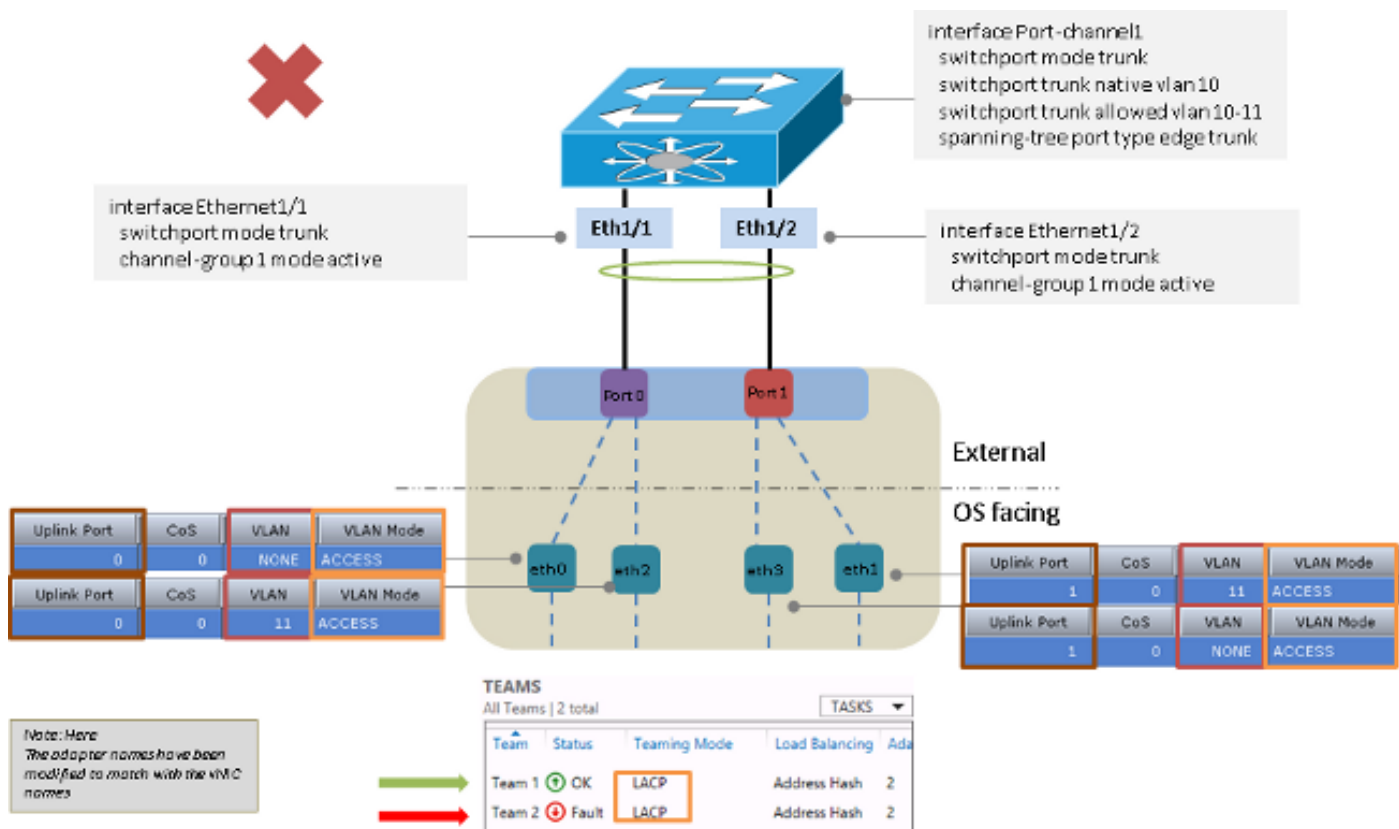 interface Port-channel1
switchport mode trunk
switchport trunk native vlan 10
switchport trunk allowed vlan 10-11
spanning-tree port type edge trunk
interface Ethernet1/1
switchport mode trunk
channel-group 1 mode active
Eth1/1
Eth1/2
interface Ethernet1/2
switchport mode trunk
channel-group 1 mode active
Port 0
Port 1
External
OS facing
Uplink Port CoS VLAN VLAN Mode
0 0 NONE ACCESS
Uplink Port CoS VLAN VLAN Mode
0 0 11 ACCESS
eth0
eth2
eth3
eth1
Uplink Port CoS VLAN VLAN Mode
1 0 11 ACCESS
Uplink Port CoS VLAN VLAN Mode
1 0 NONE ACCESS
Note: Here
The adapter names have been
modified to match with the vNIC
names
TEAMS
All Teams | 2 total
TASKS
Team Status Teaming Mode Load Balancing Ada
Team 1 OK LACP Address Hash 2
Team 2 Fault LACP Address Hash 2